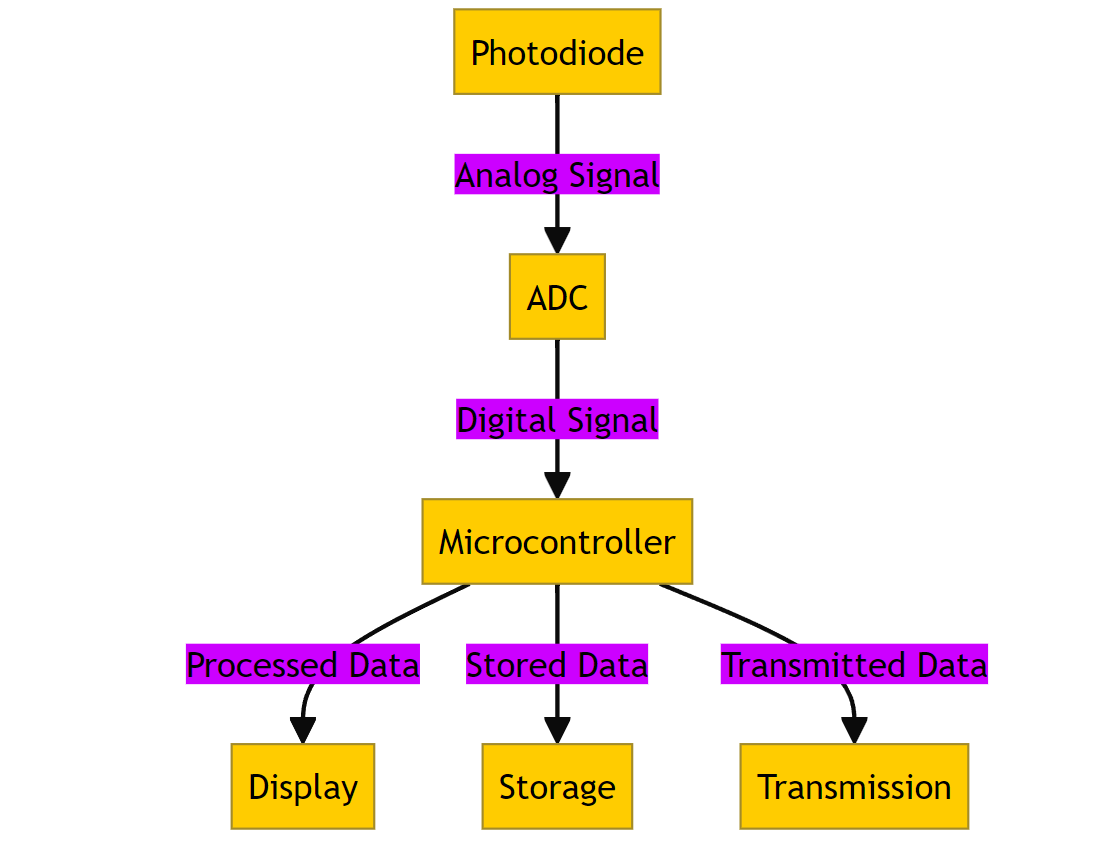 Photodiode
Analog Signal
ADC
Digital Signal
Microcontroller
Processed Data
Stored Data
Transmitted Data
Display
Storage
Transmission